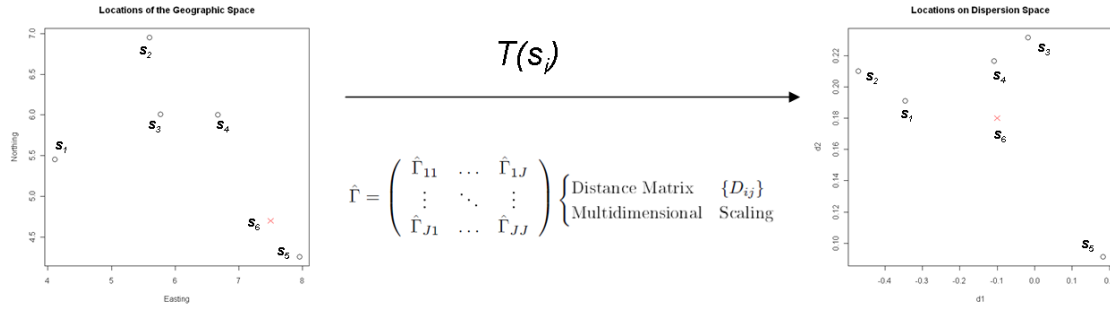 Locations of the Geographic Space
7.0
6.5
6.0
5.5
5.0
4.5
Northing
4
5
6
7
8
Easting
s1
s2
s3
s4
s6
s5
T(si)
Γ̂ = ( Γ̂11 … Γ̂1J
⋮ ⋱ ⋮
Γ̂J1 … Γ̂JJ ) { Distance Matrix {Dij}
Multidimensional Scaling
Locations on Dispersion Space
0.22
0.20
0.18
0.16
0.14
0.12
0.10
d2
-0.4
-0.3
-0.2
-0.1
0.0
0.1
d1
s3
s4
s2
s1
s6
s5